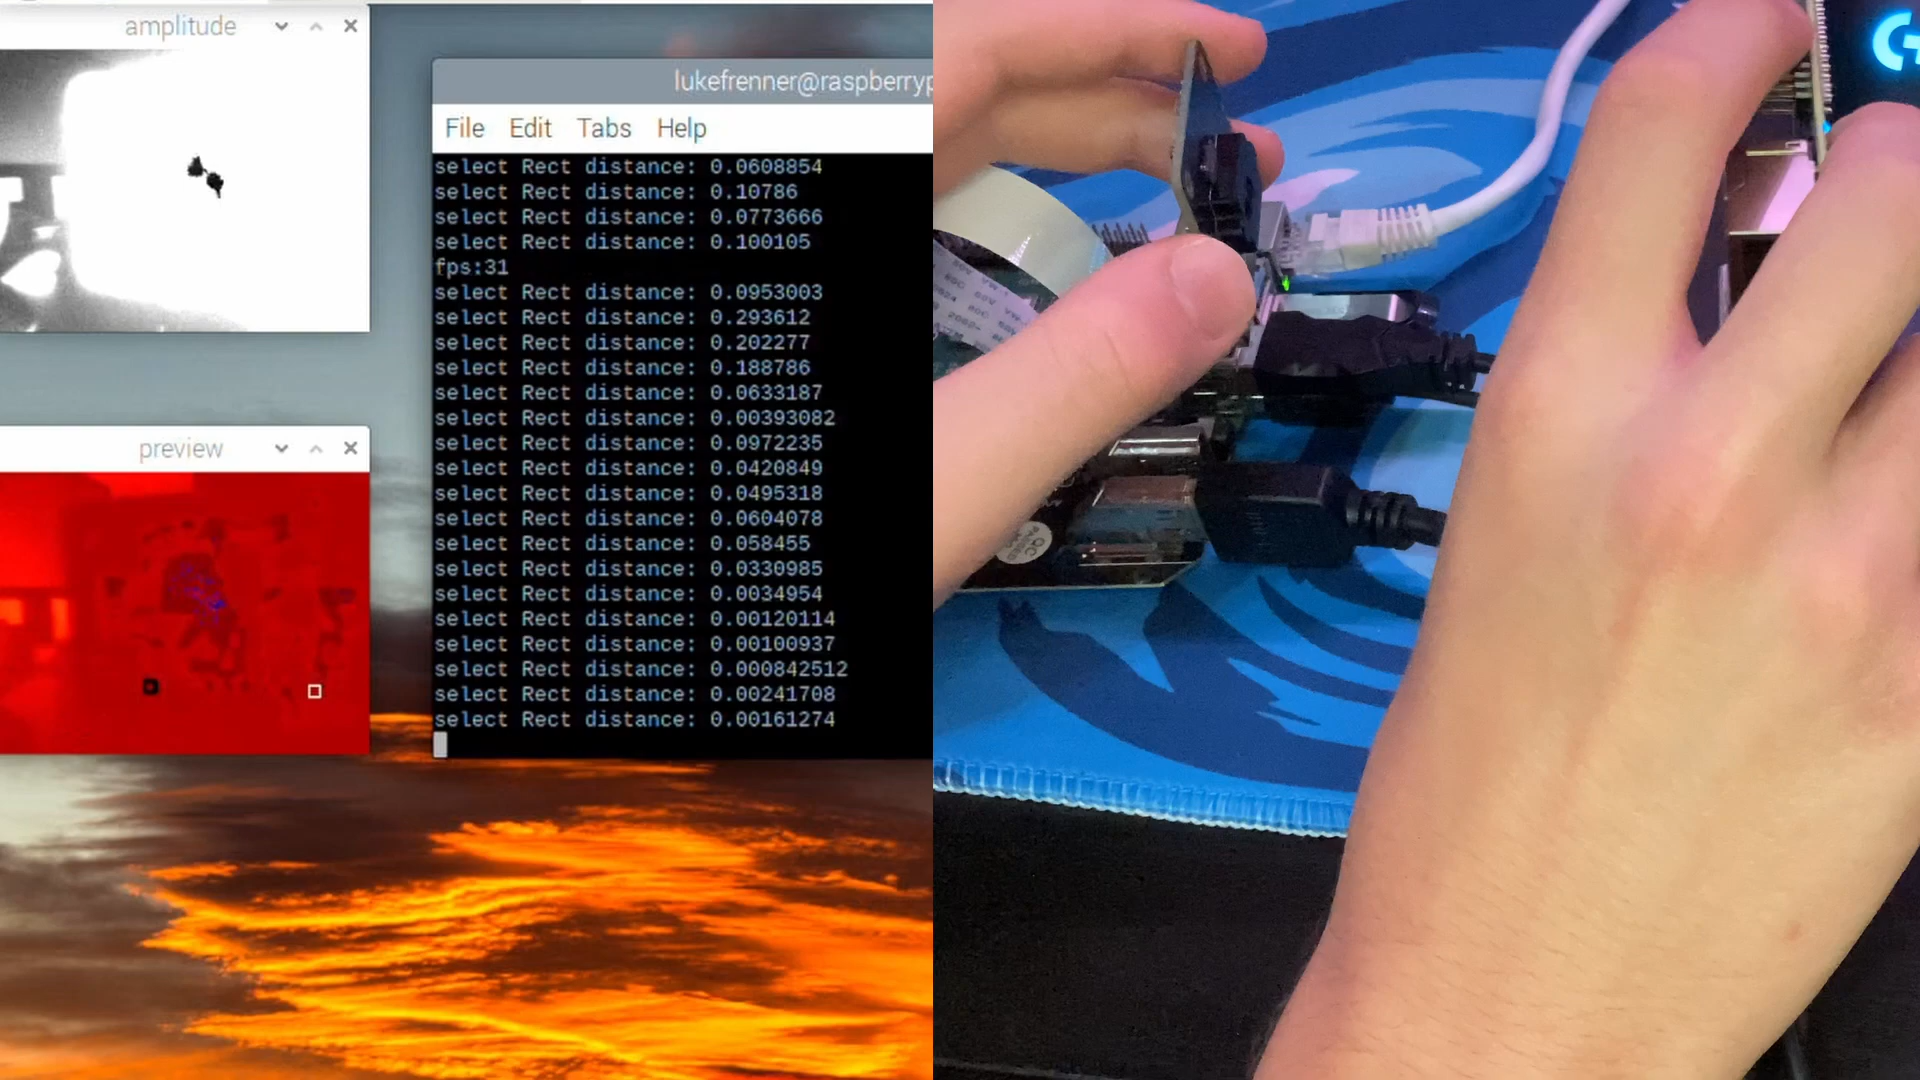 amplitude
lukefrenner@raspberryp
File Edit Tabs Help
select Rect distance: 0.0608854
select Rect distance: 0.10786
select Rect distance: 0.0773666
select Rect distance: 0.100105
fps:31
select Rect distance: 0.0953003
select Rect distance: 0.293612
select Rect distance: 0.202277
select Rect distance: 0.188786
select Rect distance: 0.0633187
select Rect distance: 0.00393082
select Rect distance: 0.0972235
select Rect distance: 0.0420849
select Rect distance: 0.0495318
select Rect distance: 0.0604078
select Rect distance: 0.058455
select Rect distance: 0.0330985
select Rect distance: 0.0034954
select Rect distance: 0.00120114
select Rect distance: 0.00100937
select Rect distance: 0.000842512
select Rect distance: 0.00241708
select Rect distance: 0.00161274
preview
QC
PASSED
G